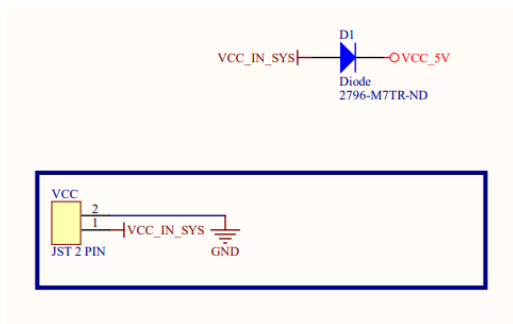 D1
VCC_IN_SYS
VCC_5V
Diode
2796-M7TR-ND
VCC
2
1
VCC_IN_SYS
JST 2 PIN
GND